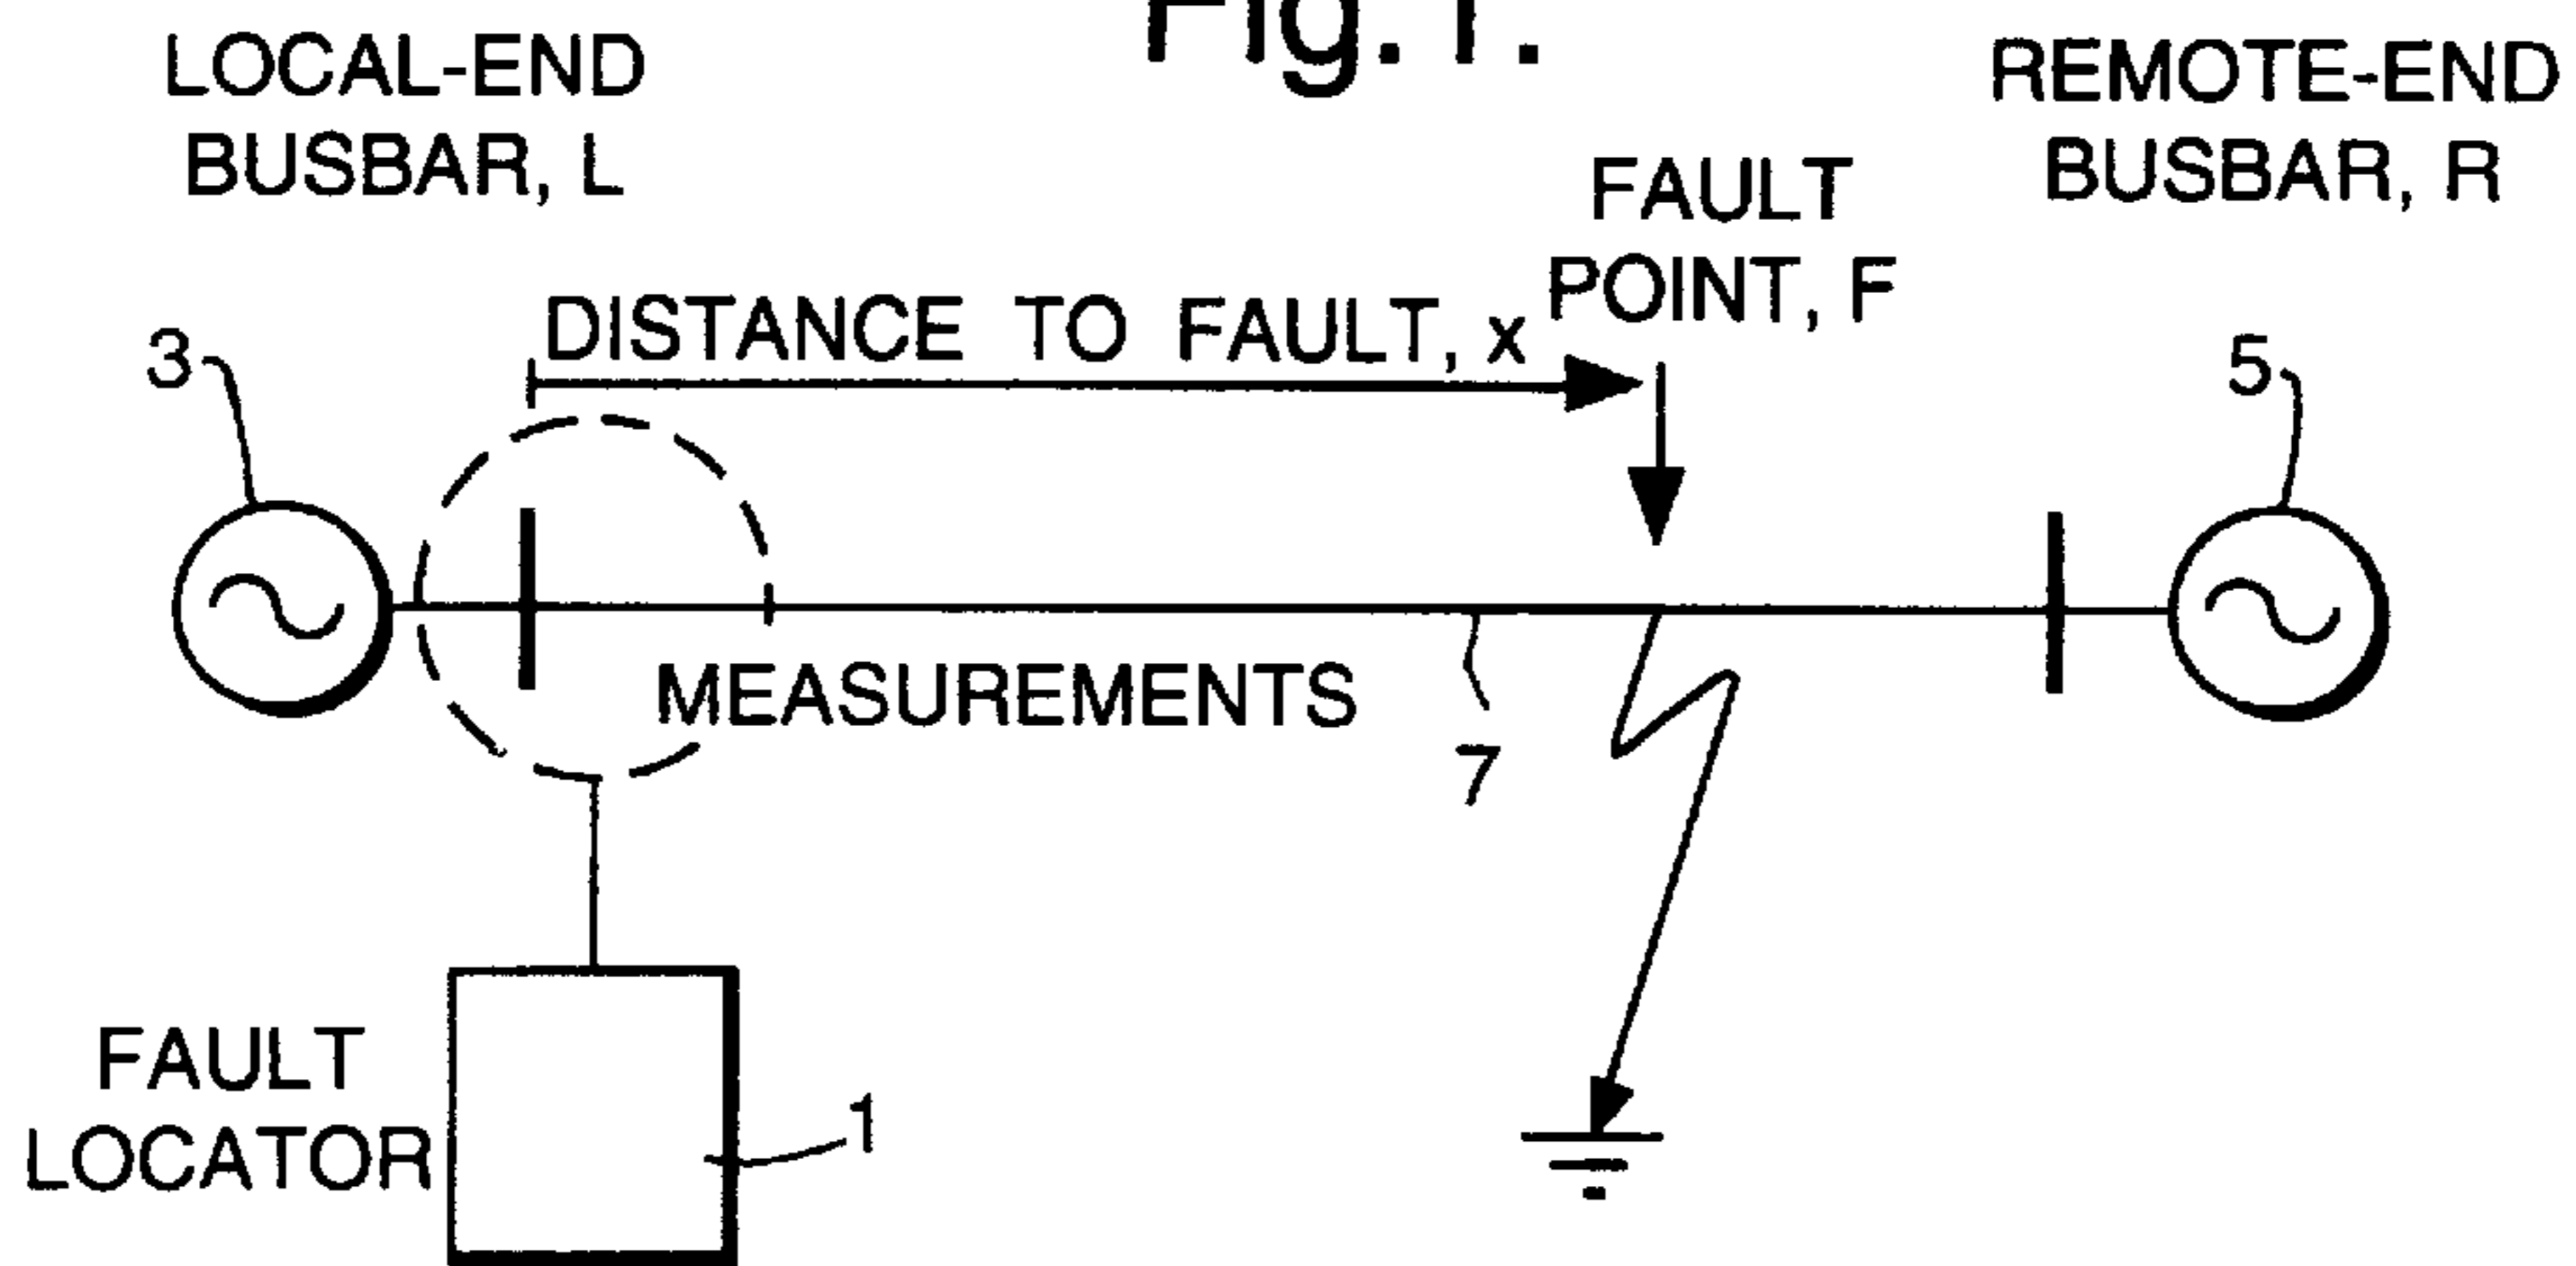 Fig.1.
LOCAL-END
BUSBAR, L
REMOTE-END
BUSBAR, R
FAULT
POINT, F
DISTANCE TO FAULT, x
3
5
MEASUREMENTS
7
FAULT
LOCATOR
1